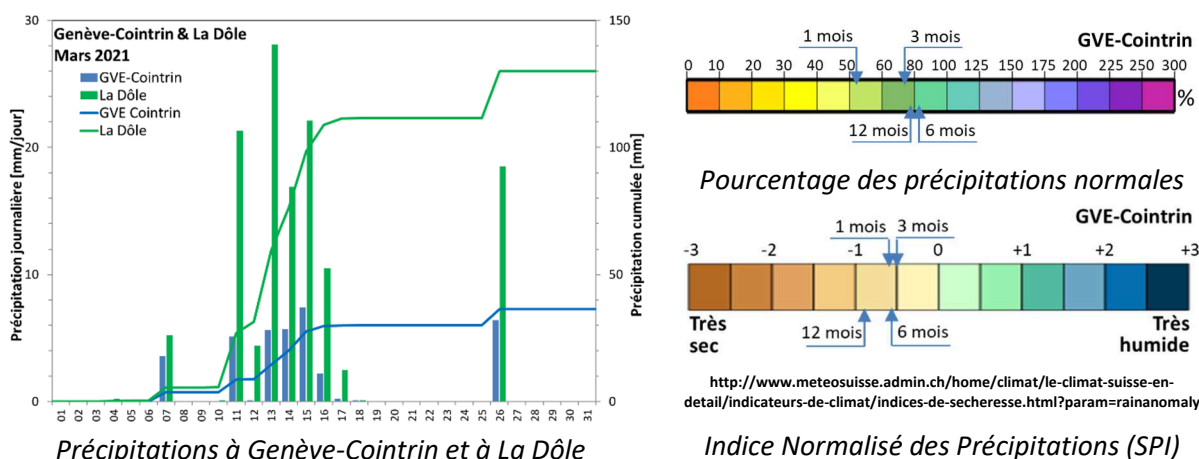 Genève-Cointrin & La Dôle
Mars 2021
GVE-Cointrin
La Dôle
GVE Cointrin
La Dôle
Précipitation journalière [mm/jour]
30
20
10
0
Précipitation cumulée [mm]
150
100
50
0
01 02 03 04 05 06 07 08 09 10 11 12 13 14 15 16 17 18 19 20 21 22 23 24 25 26 27 28 29 30 31
Précipitations à Genève-Cointrin et à La Dôle
1 mois 3 mois
GVE-Cointrin
0 10 20 30 40 50 60 80 100 125 150 175 200 225 250 300
%
12 mois 6 mois
Pourcentage des précipitations normales
GVE-Cointrin
1 mois 3 mois
-3 -2 -1 0 +1 +2 +3
Très sec
12 mois 6 mois
Très humide
http://www.meteosuisse.admin.ch/home/climat/le-climat-suisse-en-
detail/indicateurs-de-climat/indices-de-secheresse.html?param=rainanomaly
Indice Normalisé des Précipitations (SPI)